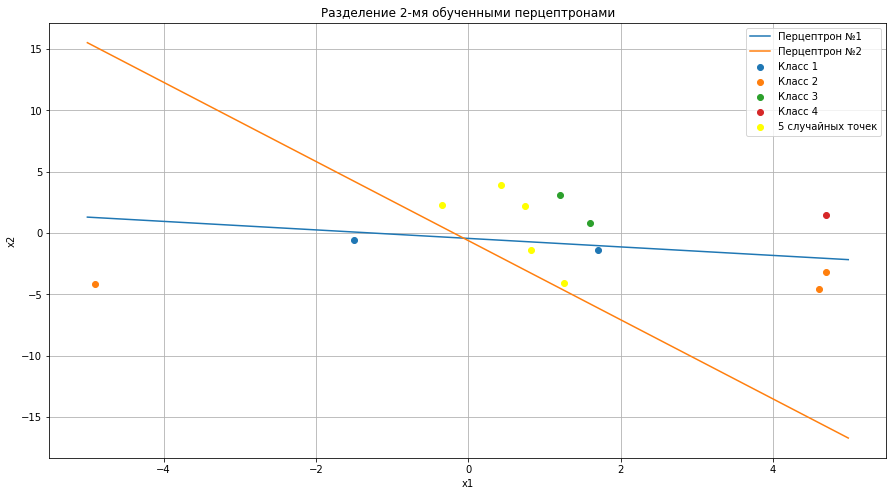 Разделение 2-мя обученными перцептронами
Перцептрон №1
Перцептрон №2
Класс 1
Класс 2
Класс 3
Класс 4
5 случайных точек
15
10
5
0
−5
−10
−15
x2
−4
−2
0
2
4
x1